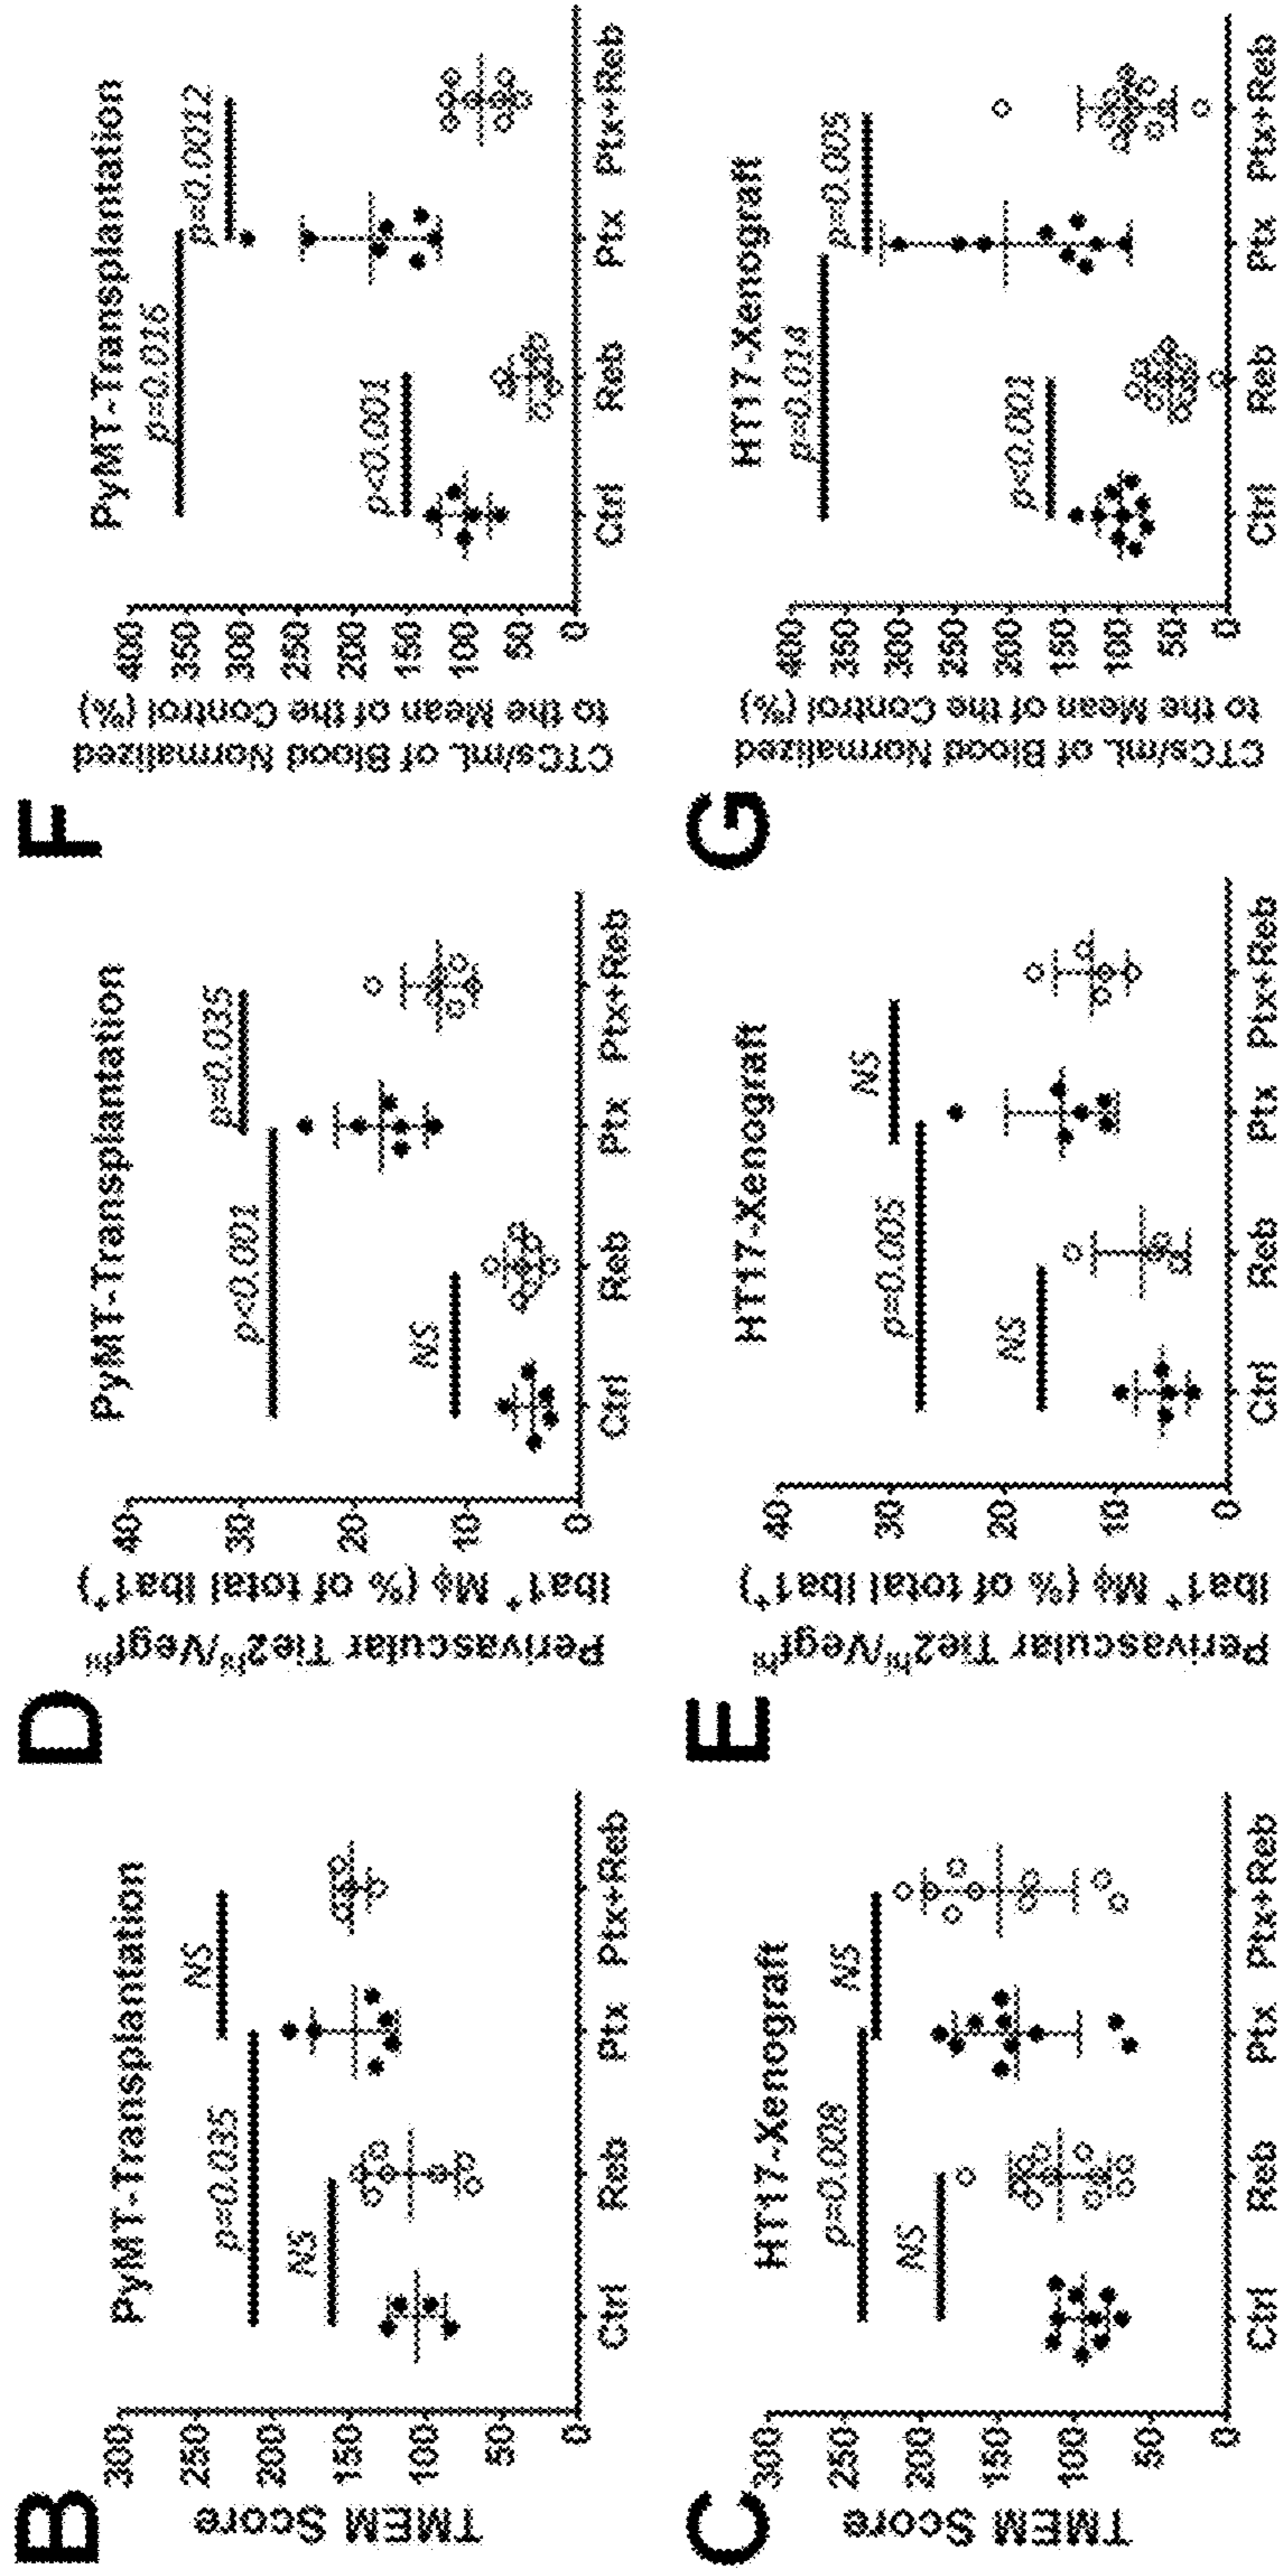 B
PyMT-Transplantation
TMEM Score
300
250
200
150
100
50
0
p=0.035
NS
NS
Ctrl Reb Ptx Ptx+Reb
D
PyMT-Transplantation
Perivascular Tie2hi/Vegfhi
Iba1+ Mφ (% of total Iba1+)
40
30
20
10
0
p<0.001
p=0.035
NS
Ctrl Reb Ptx Ptx+Reb
F
PyMT-Transplantation
CTCs/mL of Blood Normalized
to the Mean of the Control (%)
400
350
300
250
200
150
100
50
0
p=0.016
p=0.0012
p<0.001
Ctrl Reb Ptx Ptx+Reb
C
HT17-Xenograft
TMEM Score
300
250
200
150
100
50
0
p=0.008
NS
NS
Ctrl Reb Ptx Ptx+Reb
E
HT17-Xenograft
Perivascular Tie2hi/Vegfhi
Iba1+ Mφ (% of total Iba1+)
40
30
20
10
0
p=0.005
NS
NS
Ctrl Reb Ptx Ptx+Reb
G
HT17-Xenograft
CTCs/mL of Blood Normalized
to the Mean of the Control (%)
400
350
300
250
200
150
100
50
0
p=0.014
p=0.005
p<0.001
Ctrl Reb Ptx Ptx+Reb